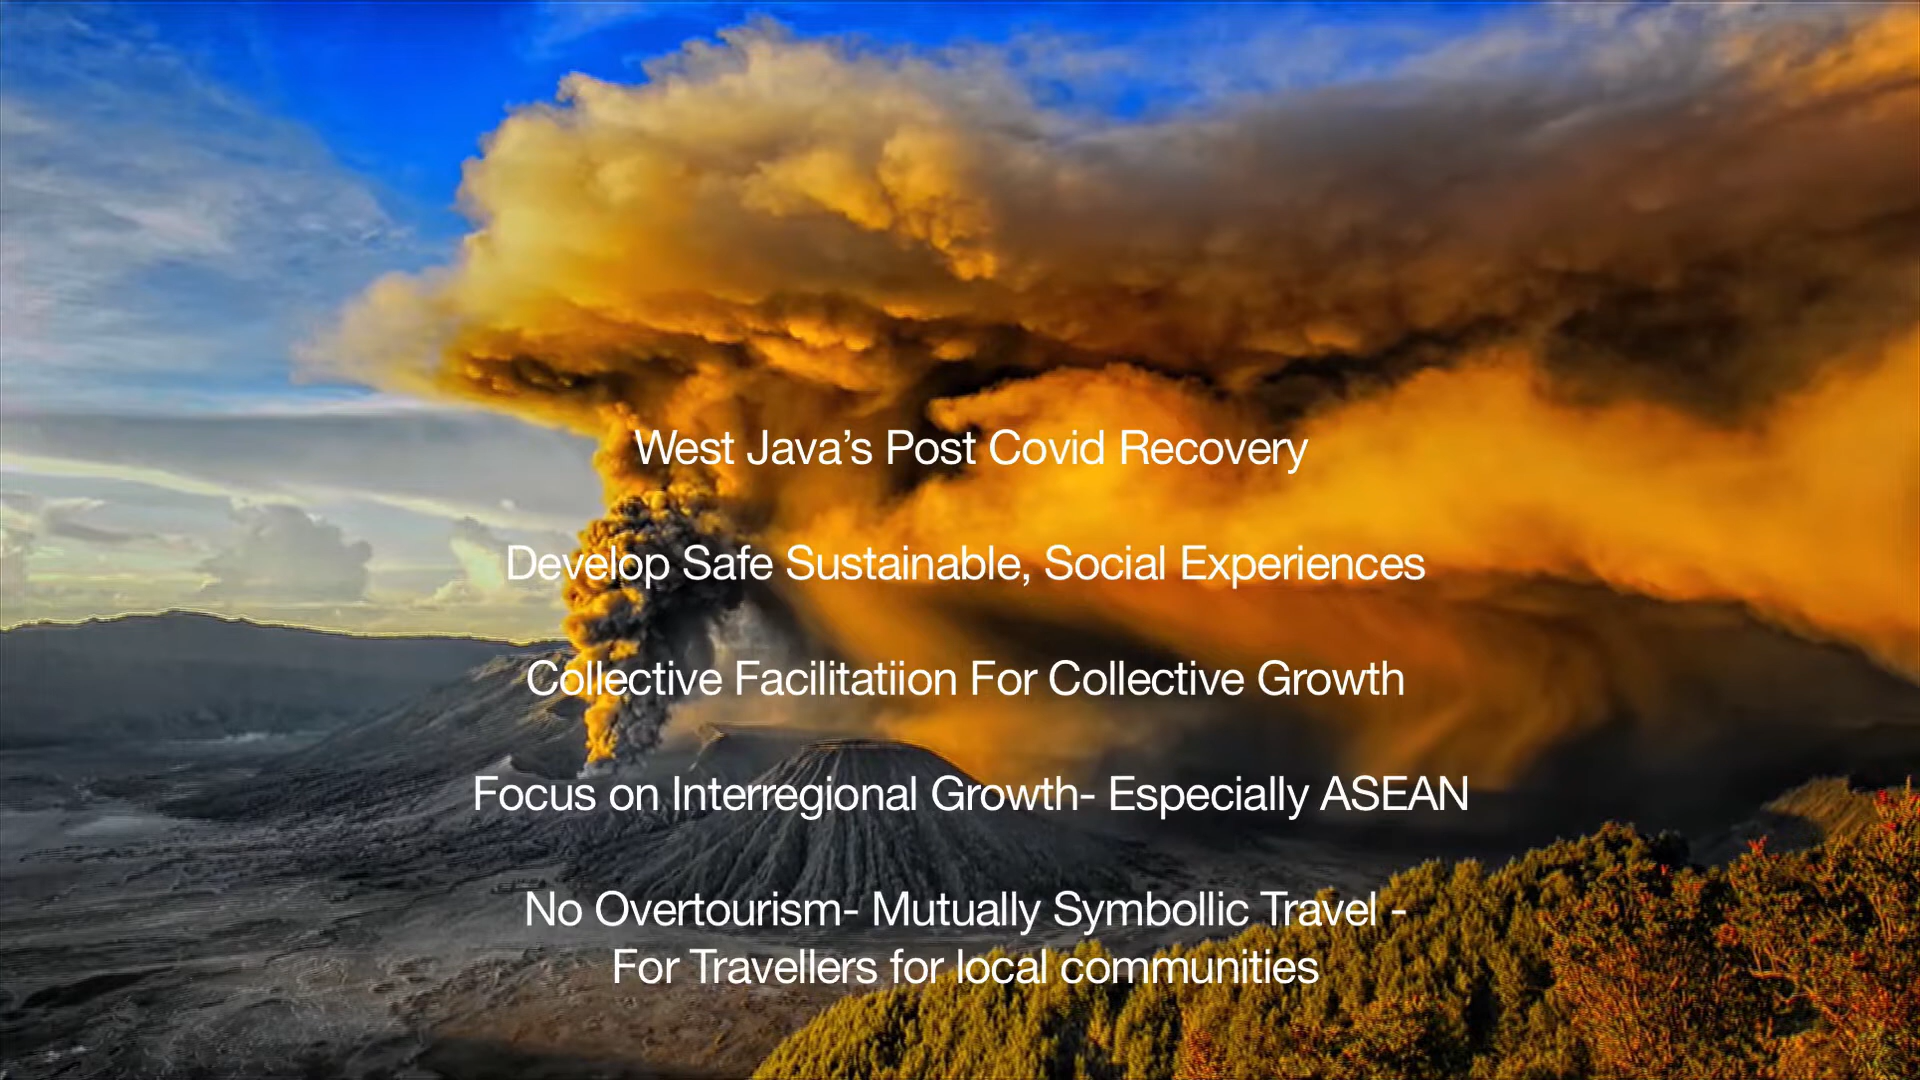 West Java’s Post Covid Recovery
Develop Safe Sustainable, Social Experiences
Collective Facilitatiion For Collective Growth
Focus on Interregional Growth- Especially ASEAN
No Overtourism- Mutually Symbollic Travel -
For Travellers for local communities